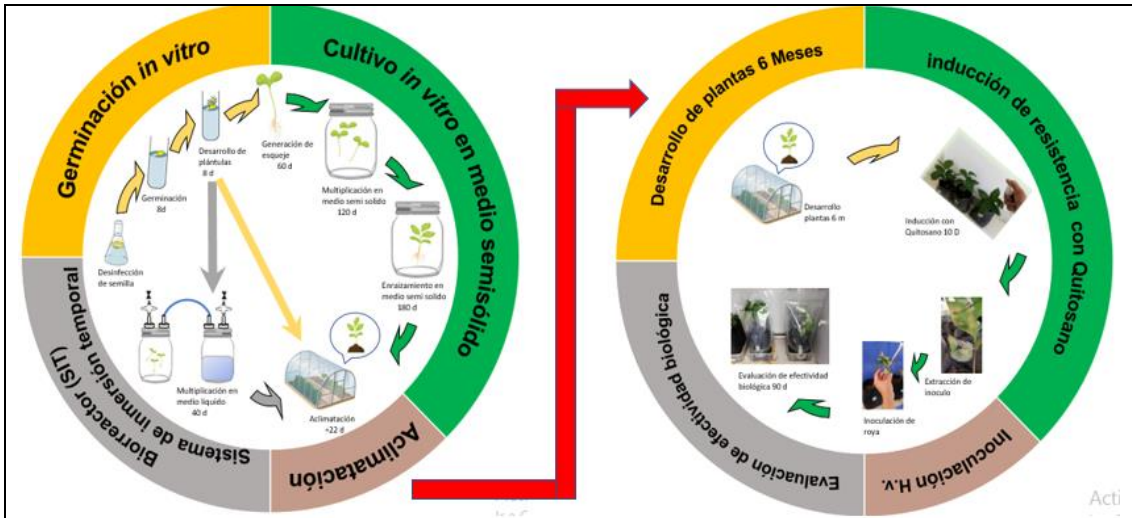 Germinación in vitro
Cultivo in vitro en medio semisólido
Desinfección
de semilla
Germinación
8d
Desarrollo de
plántulas
8 d
Generación de
esqueje
60 d
Multiplicación en
medio semi solido
120 d
Enraizamiento en
medio semi solido
180 d
Multiplicación en
medio liquido
40 d
Aclimatación
≈22 d
Aclimatación
Sistema de inmersión temporal
Biorreactor (SIT)
Desarrollo de plantas 6 Meses
inducción de resistencia con Quitosano
Desarrollo
plantas 6 m
Inducción con
Quitosano 10 D
Extracción de
inoculo
Inoculación de
roya
Evaluación de efectividad
biológica 90 d
Inoculación H.v.
Evaluación de efectividad biológica
Acti